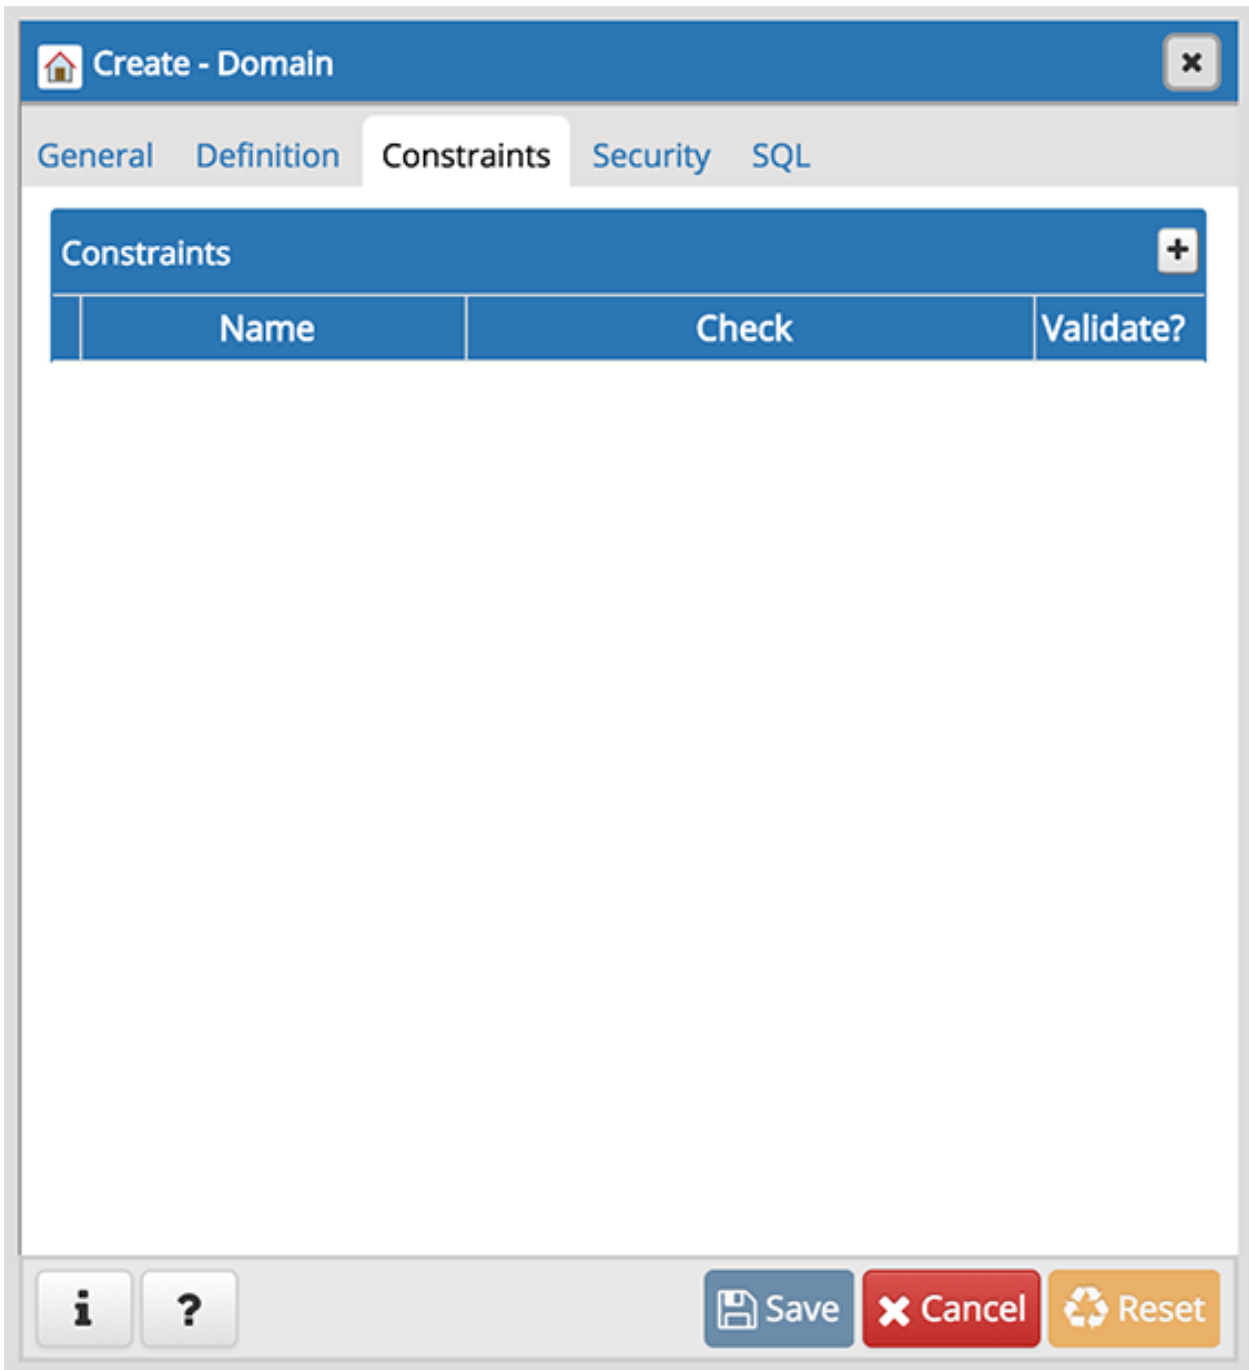 Create - Domain
General Definition Constraints Security SQL
Constraints
Name Check Validate?
i ? Save Cancel Reset